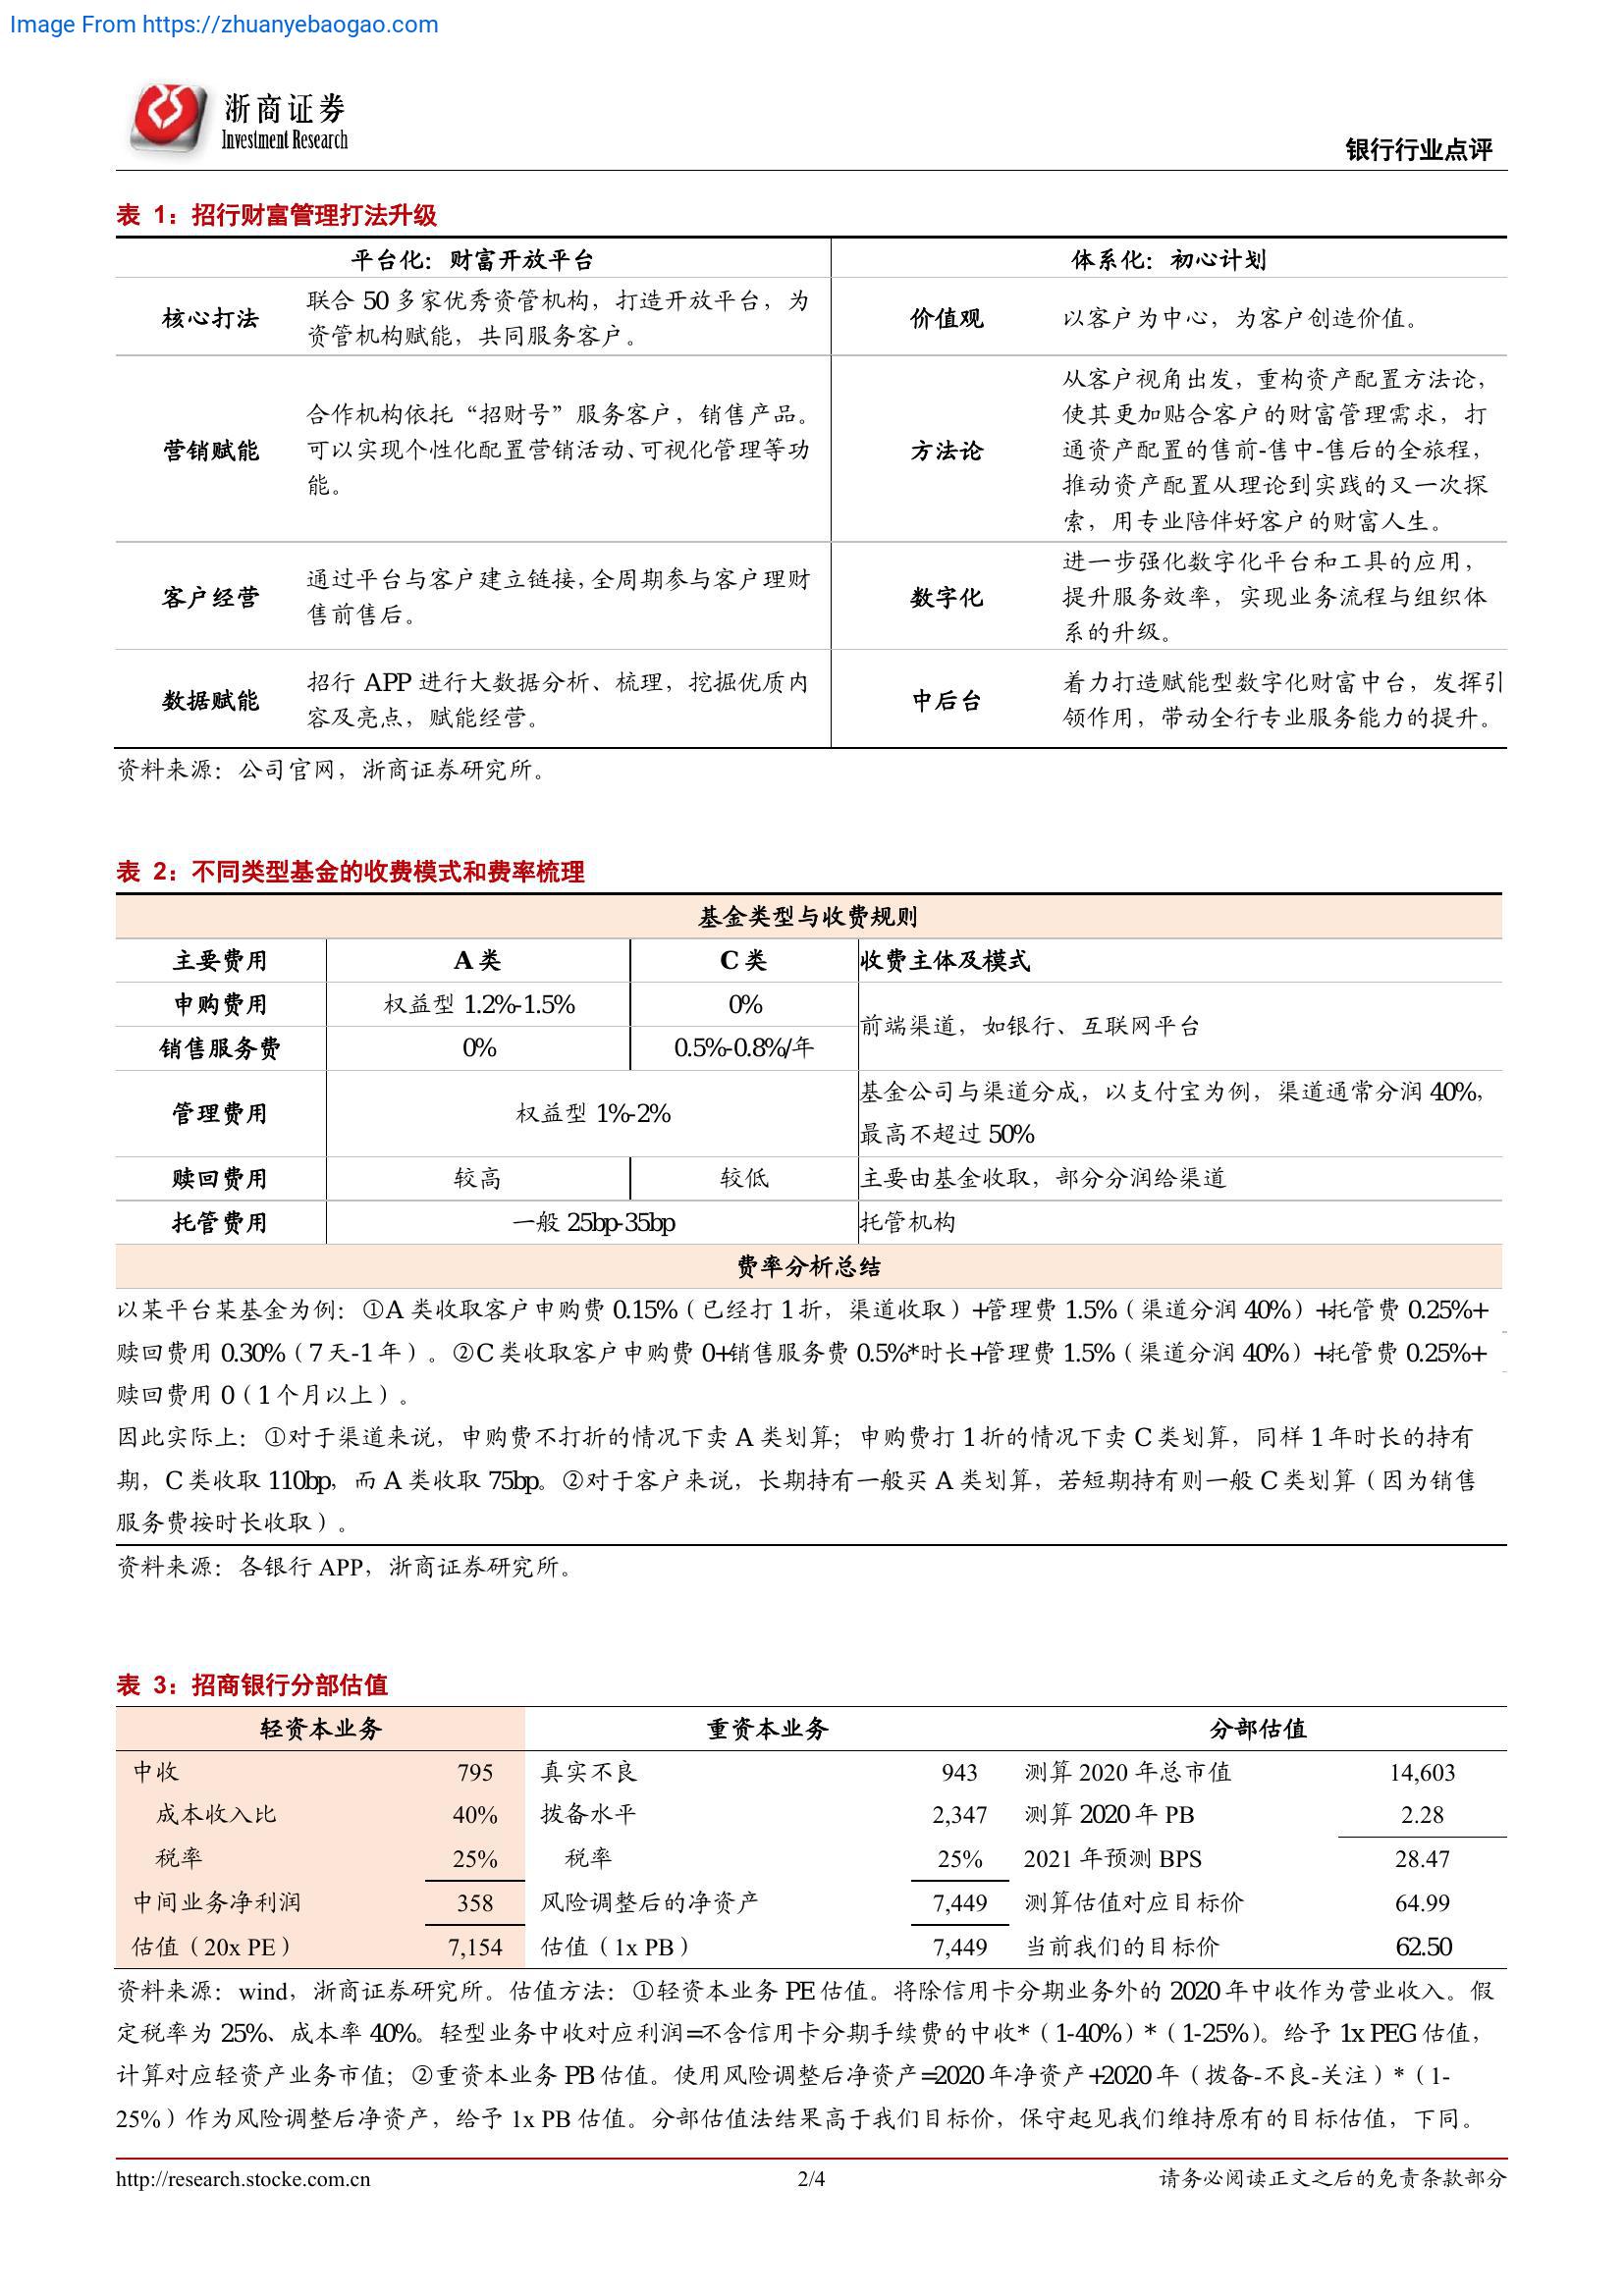 Image From https://zhuanyebaogao.com
浙商证券
Investment Research
银行行业点评
表 1：招行财富管理打法升级
平台化：财富开放平台 体系化：初心计划
核心打法 联合 50 多家优秀资管机构，打造开放平台，为
资管机构赋能，共同服务客户。
价值观 以客户为中心，为客户创造价值。
营销赋能 合作机构依托“招财号”服务客户，销售产品。
可以实现个性化配置营销活动、可视化管理等功
能。
方法论 从客户视角出发，重构资产配置方法论，
使其更加贴合客户的财富管理需求，打
通资产配置的售前-售中-售后的全旅程，
推动资产配置从理论到实践的又一次探
索，用专业陪伴好客户的财富人生。
客户经营 通过平台与客户建立链接，全周期参与客户理财
售前售后。
数字化 进一步强化数字化平台和工具的应用，
提升服务效率，实现业务流程与组织体
系的升级。
数据赋能 招行 APP 进行大数据分析、梳理，挖掘优质内
容及亮点，赋能经营。
中后台 着力打造赋能型数字化财富中台，发挥引
领作用，带动全行专业服务能力的提升。
资料来源：公司官网，浙商证券研究所。
表 2：不同类型基金的收费模式和费率梳理
基金类型与收费规则
主要费用 A 类 C 类 收费主体及模式
申购费用 权益型 1.2%-1.5% 0%
前端渠道，如银行、互联网平台
销售服务费 0% 0.5%-0.8%/年
管理费用 权益型 1%-2% 基金公司与渠道分成，以支付宝为例，渠道通常分润 40%，
最高不超过 50%
赎回费用 较高 较低 主要由基金收取，部分分润给渠道
托管费用 一般 25bp-35bp 托管机构
费率分析总结
以某平台某基金为例：①A 类收取客户申购费 0.15%（已经打 1 折，渠道收取）+管理费 1.5%（渠道分润 40%）+托管费 0.25%+
赎回费用 0.30%（7 天-1 年）。②C 类收取客户申购费 0+销售服务费 0.5%*时长+管理费 1.5%（渠道分润 40%）+托管费 0.25%+
赎回费用 0（1 个月以上）。
因此实际上：①对于渠道来说，申购费不打折的情况下卖 A 类划算；申购费打 1 折的情况下卖 C 类划算，同样 1 年时长的持有
期，C 类收取 110bp，而 A 类收取 75bp。②对于客户来说，长期持有一般买 A 类划算，若短期持有则一般 C 类划算（因为销售
服务费按时长收取）。
资料来源：各银行 APP，浙商证券研究所。
表 3：招商银行分部估值
轻资本业务 重资本业务 分部估值
中收 795 真实不良 943 测算 2020 年总市值 14,603
成本收入比 40% 拨备水平 2,347 测算 2020 年 PB 2.28
税率 25% 税率 25% 2021 年预测 BPS 28.47
中间业务净利润 358 风险调整后的净资产 7,449 测算估值对应目标价 64.99
估值（20x PE） 7,154 估值（1x PB） 7,449 当前我们的目标价 62.50
资料来源：wind，浙商证券研究所。估值方法：①轻资本业务 PE 估值。将除信用卡分期业务外的 2020 年中收作为营业收入。假
定税率为 25%、成本率 40%。轻型业务中收对应利润=不含信用卡分期手续费的中收*（1-40%）*（1-25%）。给予 1x PEG 估值，
计算对应轻资产业务市值；②重资本业务 PB 估值。使用风险调整后净资产=2020 年净资产+2020 年（拨备-不良-关注）*（1-
25%）作为风险调整后净资产，给予 1x PB 估值。分部估值法结果高于我们目标价，保守起见我们维持原有的目标估值，下同。
http://research.stocke.com.cn 2/4 请务必阅读正文之后的免责条款部分